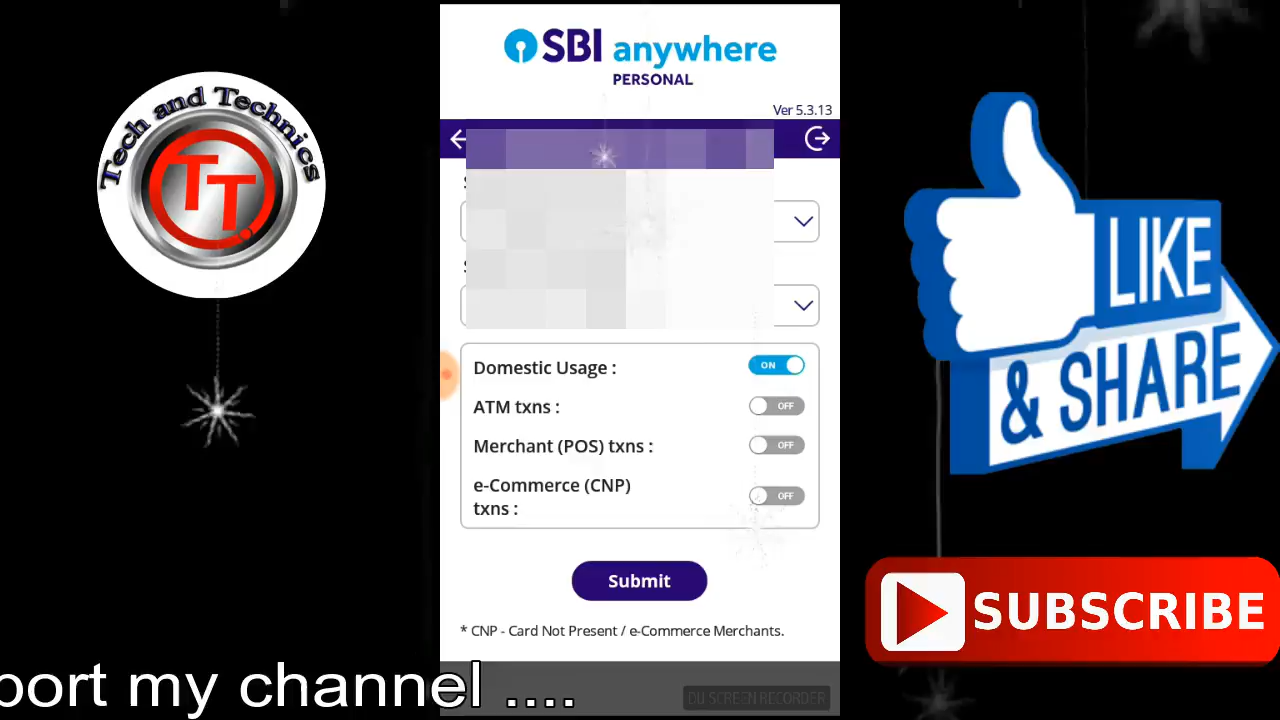 Tech and Technics
TT
SBI anywhere
PERSONAL
Ver 5.3.13
Domestic Usage :
ON
ATM txns :
OFF
Merchant (POS) txns :
OFF
e-Commerce (CNP)
txns :
OFF
Submit
* CNP - Card Not Present / e-Commerce Merchants.
LIKE
& SHARE
SUBSCRIBE
my channel ....
DU SCREEN RECORDER